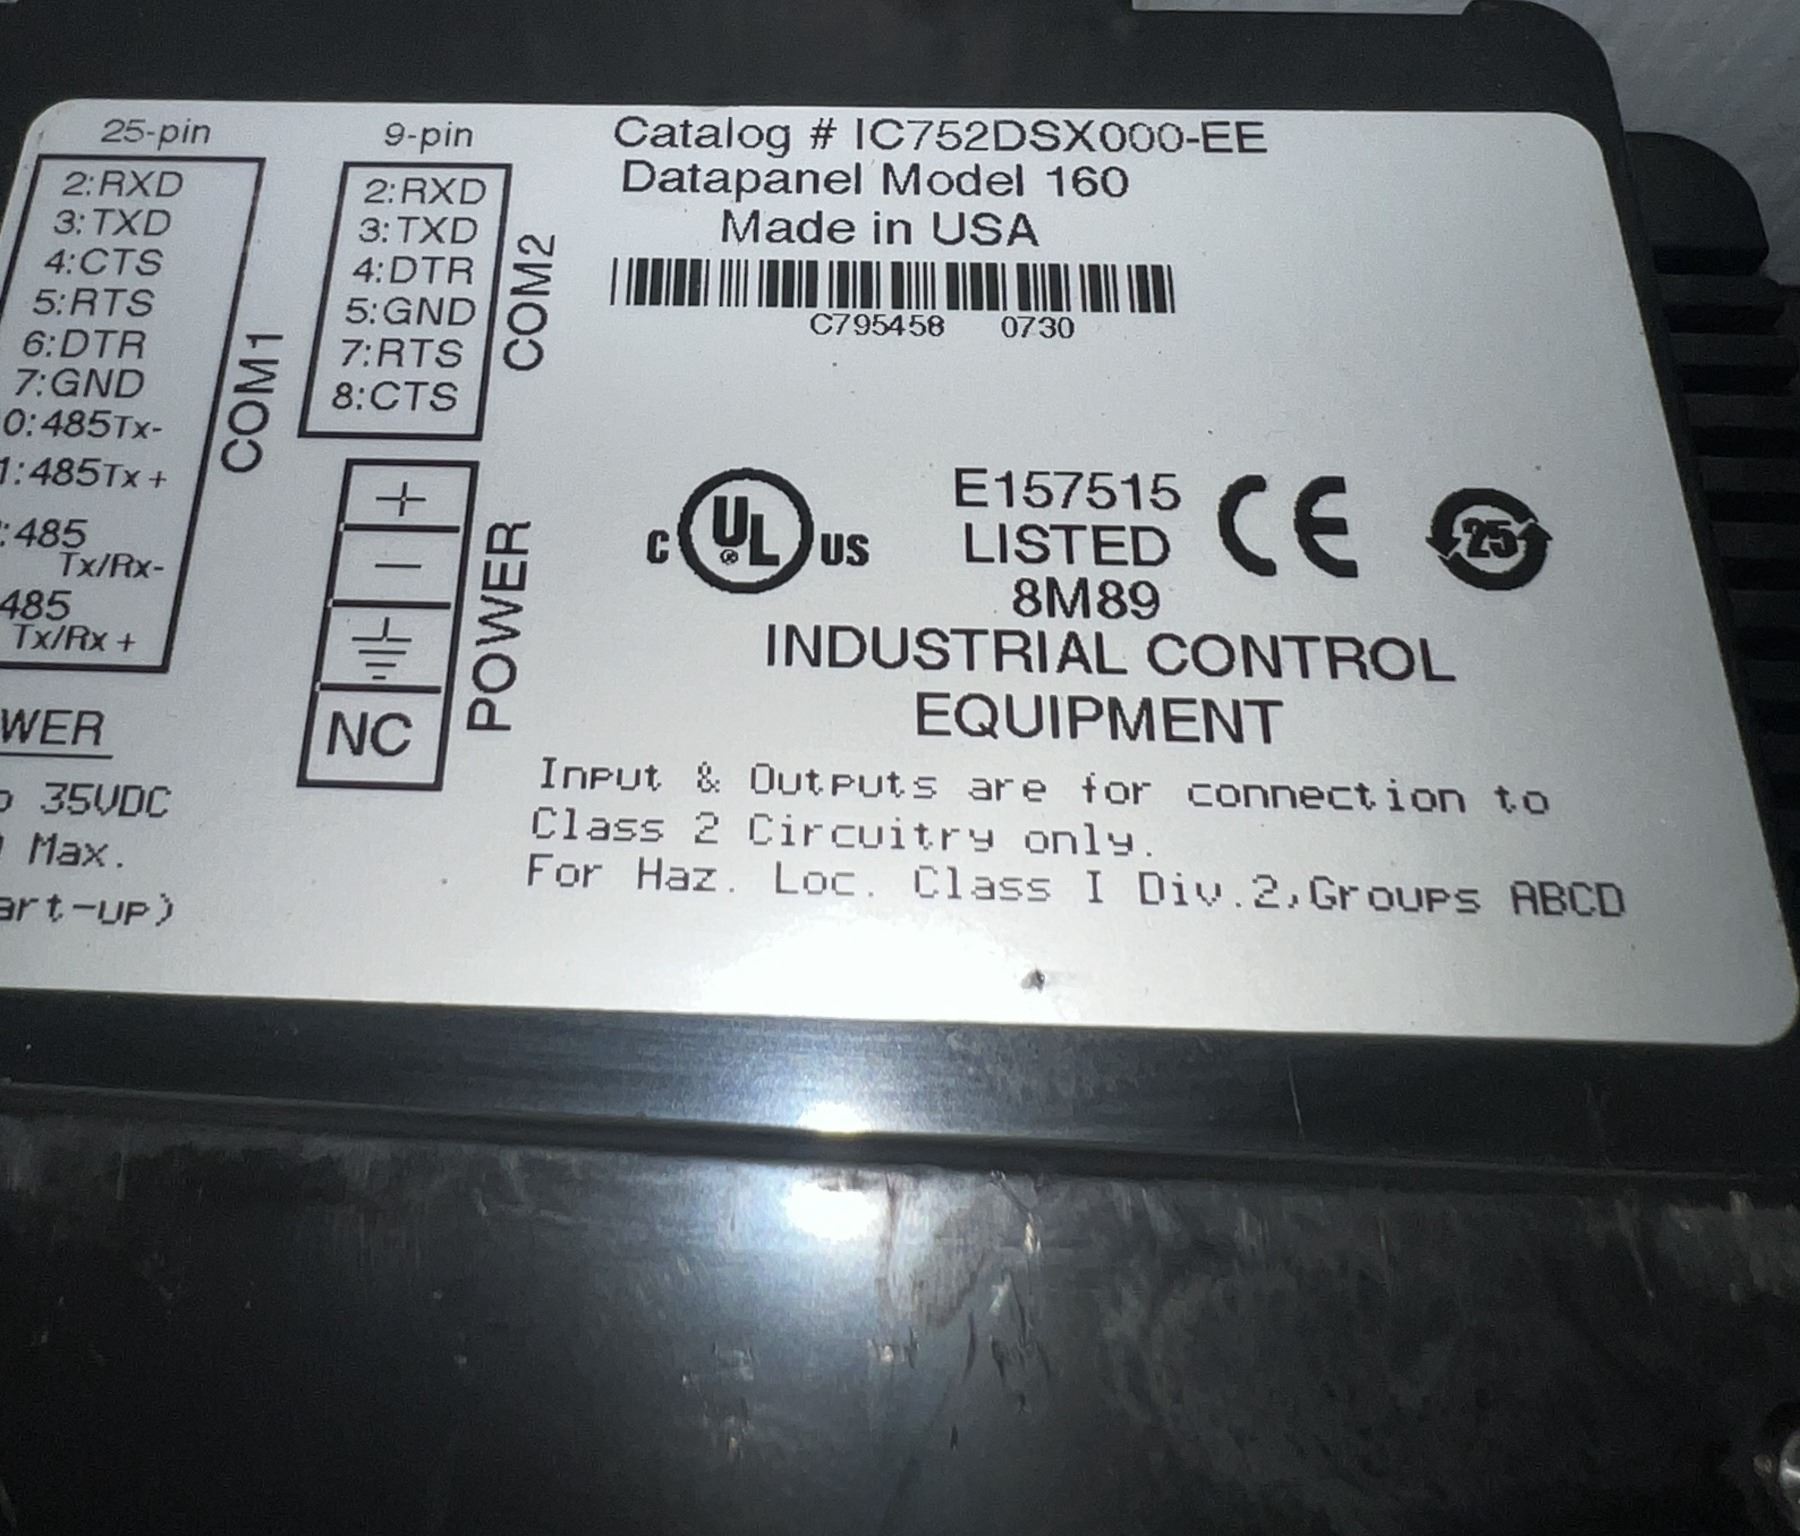 25-pin
2:RXD
3:TXD
4:CTS
5:RTS
6:DTR
7:GND
0:485Tx-
1:485Tx+
:485
Tx/Rx-
485
Tx/Rx+
COM1
9-pin
2:RXD
3:TXD
4:DTR
5:GND
7:RTS
8:CTS
COM2
+
−
NC
POWER
WER
35VDC
Max.
art-up)
Catalog # IC752DSX000-EE
Datapanel Model 160
Made in USA
C795458 0730
C UL US
E157515
LISTED
8M89
CE
25
INDUSTRIAL CONTROL
EQUIPMENT
Input & Outputs are for connection to
Class 2 Circuitry only.
For Haz. Loc. Class I Div.2,Groups ABCD